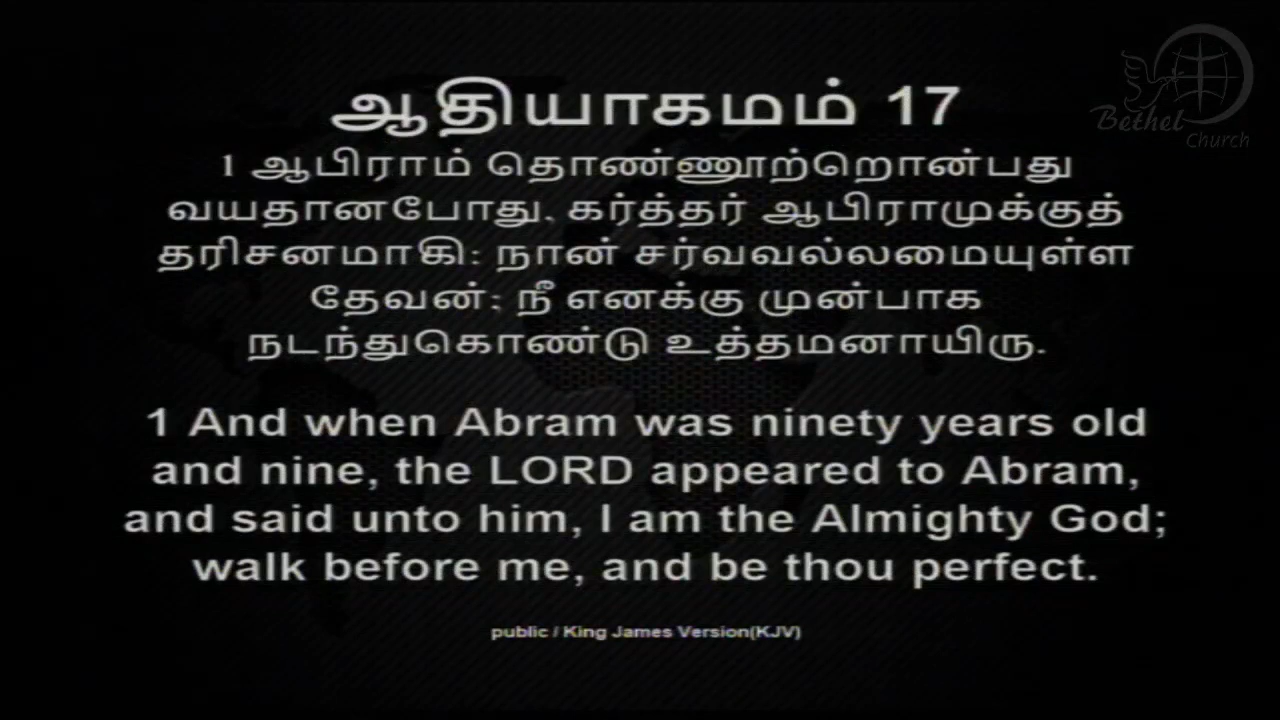 Bethel
Church
ஆதியாகமம் 17
1 ஆபிராம் தொண்ணூற்றொன்பது
வயதானபோது, கர்த்தர் ஆபிராமுக்குத்
தரிசனமாகி: நான் சர்வவல்லமையுள்ள
தேவன்; நீ எனக்கு முன்பாக
நடந்துகொண்டு உத்தமனாயிரு.
1 And when Abram was ninety years old
and nine, the LORD appeared to Abram,
and said unto him, I am the Almighty God;
walk before me, and be thou perfect.
public / King James Version(KJV)